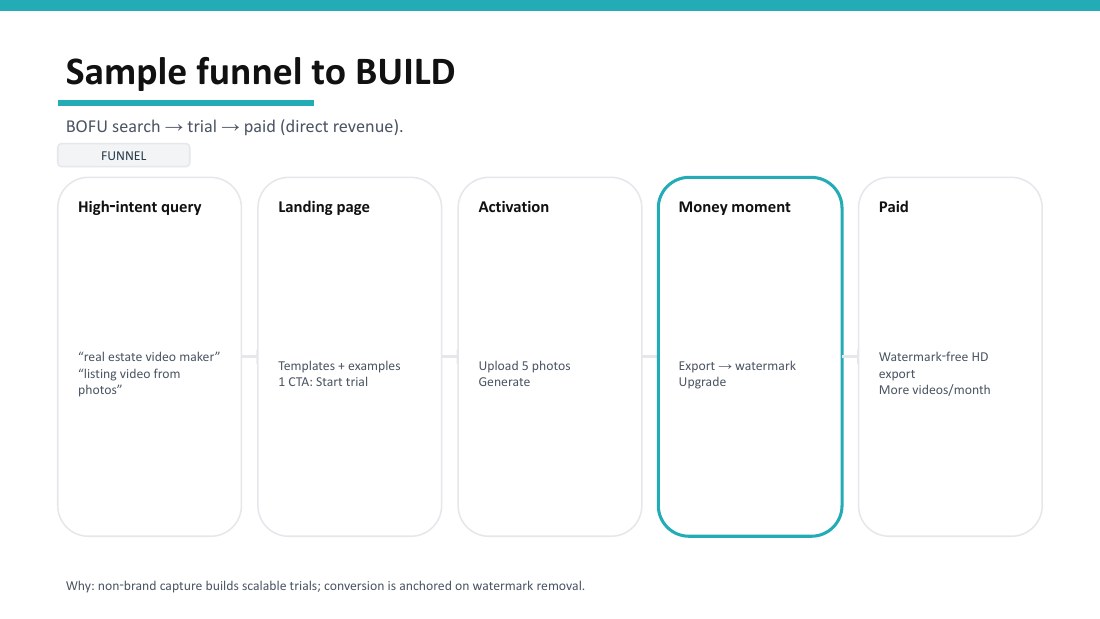 Sample funnel to BUILD
BOFU search → trial → paid (direct revenue).
FUNNEL
High-intent query
“real estate video maker”
“listing video from
photos”
Landing page
Templates + examples
1 CTA: Start trial
Activation
Upload 5 photos
Generate
Money moment
Export → watermark
Upgrade
Paid
Watermark-free HD
export
More videos/month
Why: non-brand capture builds scalable trials; conversion is anchored on watermark removal.